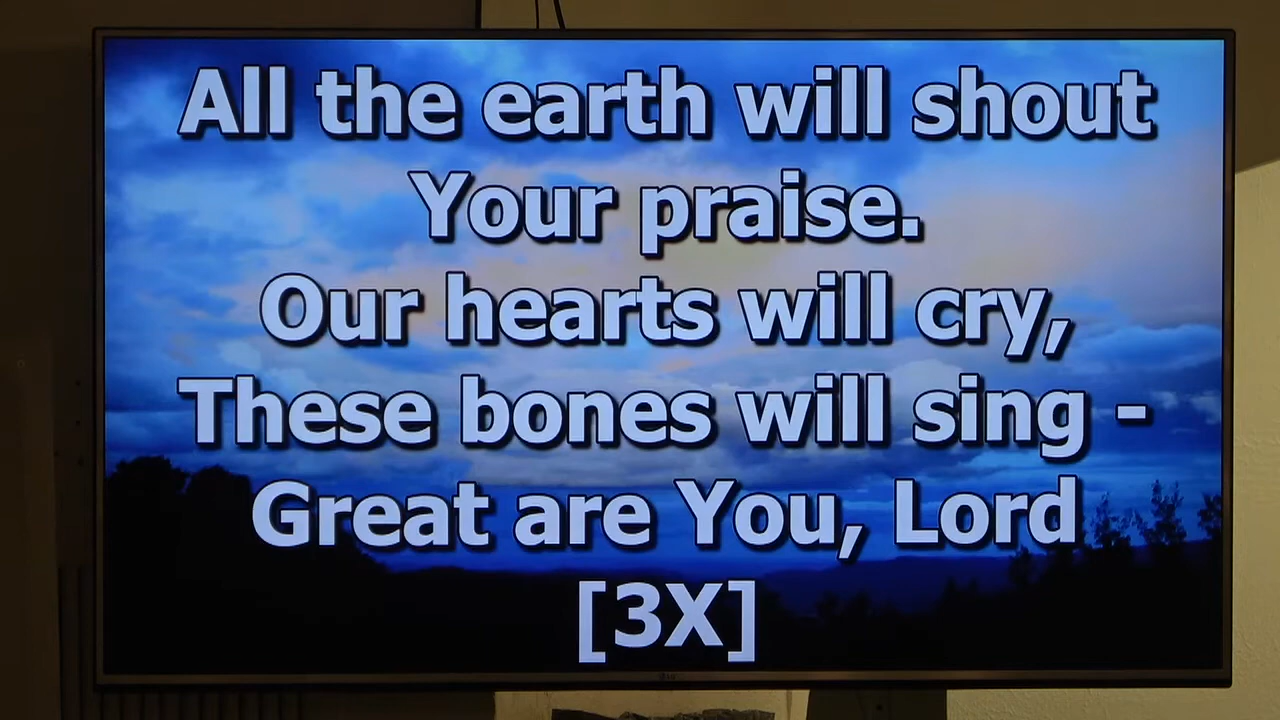 All the earth will shout
Your praise.
Our hearts will cry,
These bones will sing -
Great are You, Lord
[3X]